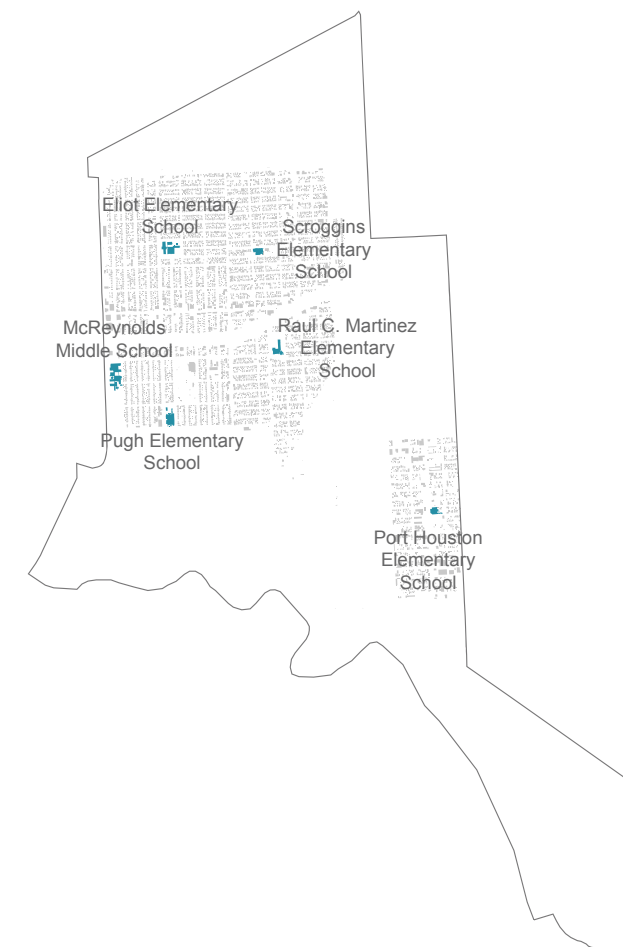 Eliot Elementary
School
Scroggins
Elementary
School
McReynolds
Middle School
Raul C. Martinez
Elementary
School
Pugh Elementary
School
Port Houston
Elementary
School